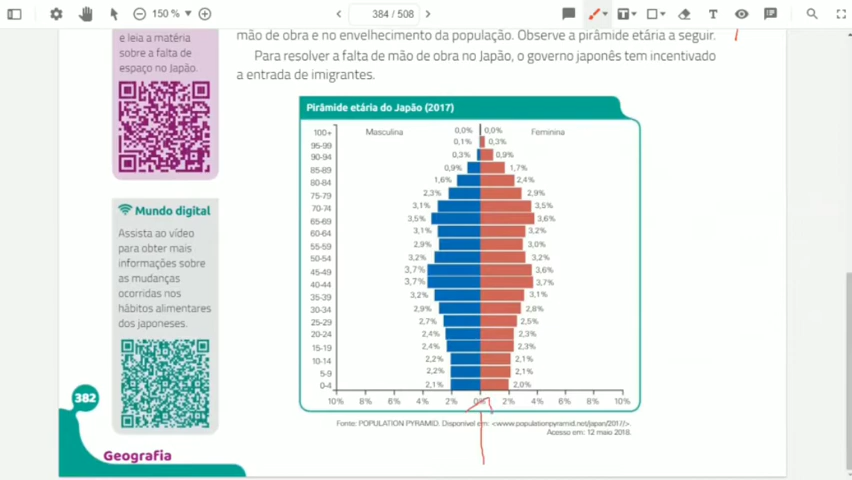 150 %
384 / 508
e leia a matéria
sobre a falta de
espaço no Japão.
mão de obra e no envelhecimento da população. Observe a pirâmide etária a seguir.
Para resolver a falta de mão de obra no Japão, o governo japonês tem incentivado
a entrada de imigrantes.
Mundo digital
Assista ao vídeo
para obter mais
informações sobre
as mudanças
ocorridas nos
hábitos alimentares
dos japoneses.
Pirâmide etária do Japão (2017)
Masculina Feminina
100+ 0,0% 0,0%
95-99 0,1% 0,3%
90-94 0,3% 0,9%
85-89 0,9% 1,7%
80-84 1,6% 2,4%
75-79 2,3% 2,9%
70-74 3,1% 3,5%
65-69 3,5% 3,6%
60-64 3,1% 3,2%
55-59 2,9% 3,0%
50-54 3,2% 3,2%
45-49 3,7% 3,6%
40-44 3,7% 3,7%
35-39 3,2% 3,1%
30-34 2,9% 2,8%
25-29 2,7% 2,5%
20-24 2,4% 2,3%
15-19 2,4% 2,3%
10-14 2,2% 2,1%
5-9 2,2% 2,1%
0-4 2,1% 2,0%
10% 8% 6% 4% 2% 0% 2% 4% 6% 8% 10%
Fonte: POPULATION PYRAMID. Disponível em: <www.populationpyramid.net/japan/2017//>.
Acesso em: 12 maio 2018.
382
Geografia